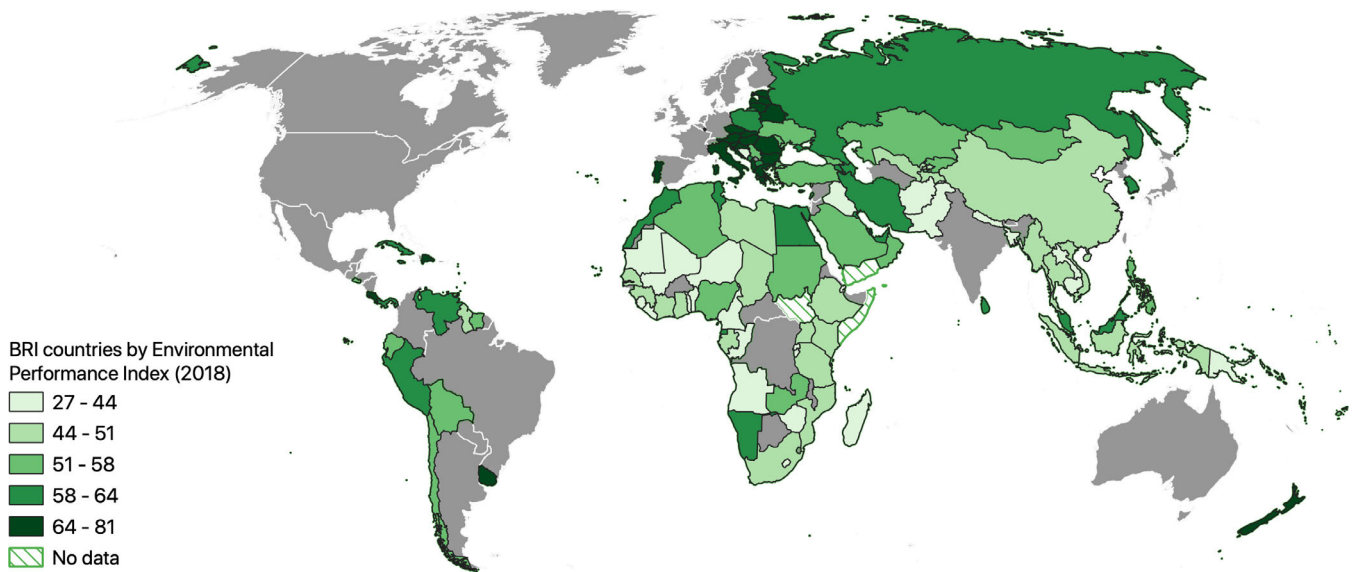 BRI countries by Environmental
Performance Index (2018)
27 - 44
44 - 51
51 - 58
58 - 64
64 - 81
No data